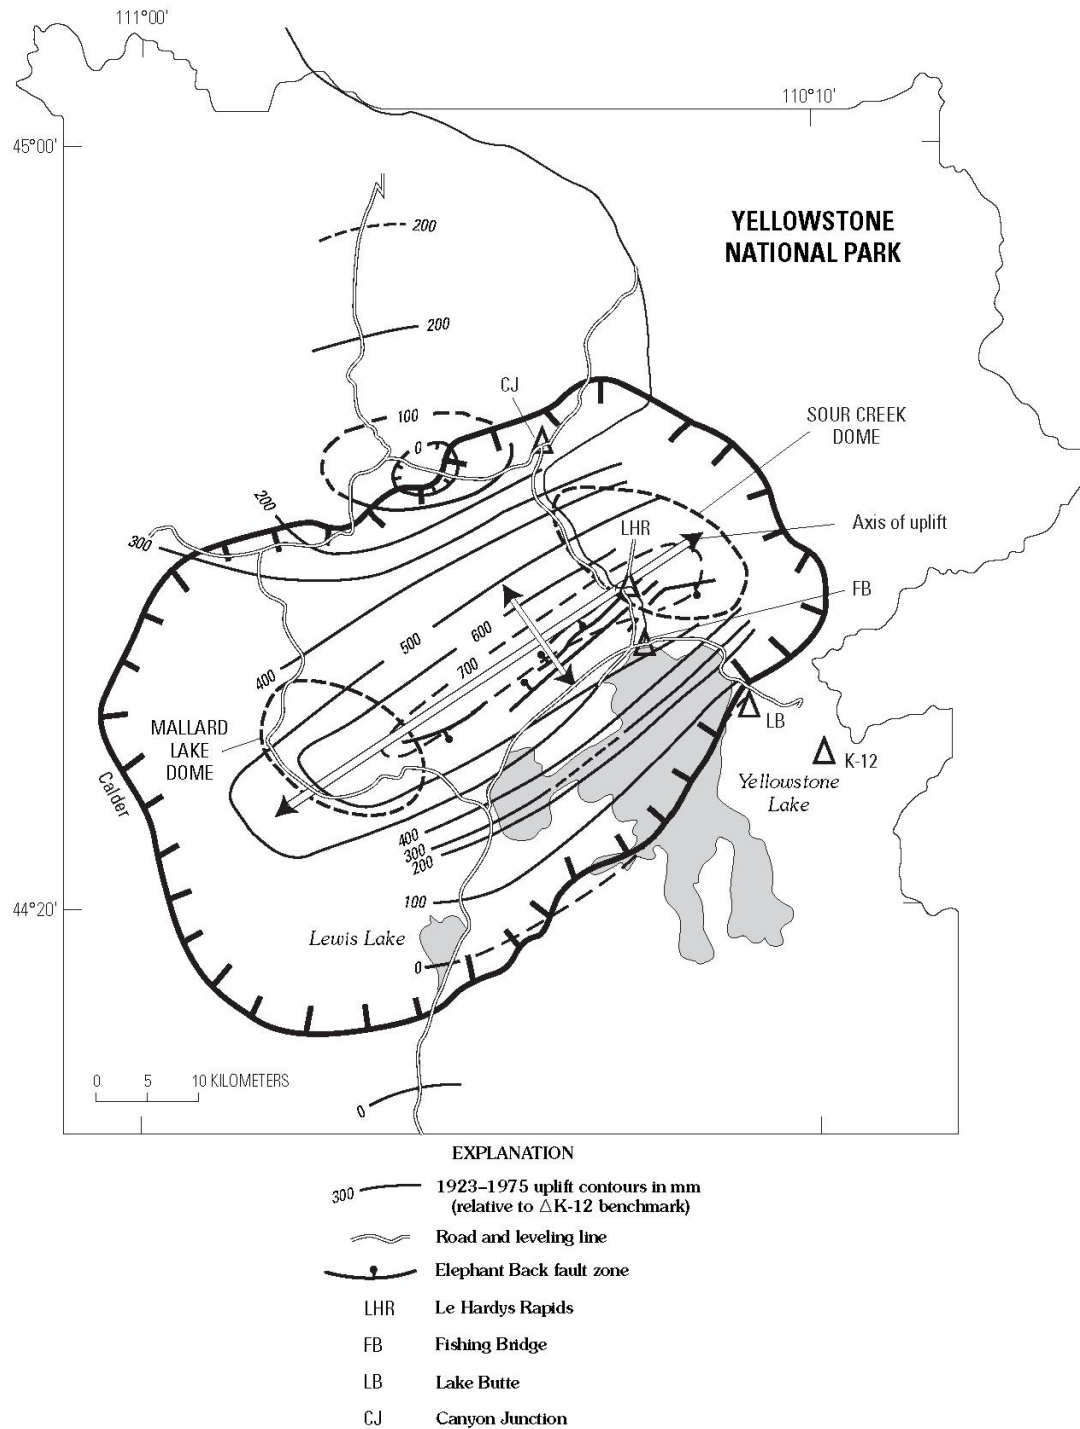 111°00'
110°10'
45°00'
YELLOWSTONE
NATIONAL PARK
200
200
CJ
100
0
SOUR CREEK
DOME
200
300
LHR
Axis of uplift
FB
500
600
700
400
MALLARD
LAKE
DOME
LB
K-12
Yellowstone
Lake
Calder
400
300
200
100
44°20'
Lewis Lake
0
0 5 10 KILOMETERS
0
EXPLANATION
300 1923–1975 uplift contours in mm
(relative to △K-12 benchmark)
Road and leveling line
Elephant Back fault zone
LHR Le Hardys Rapids
FB Fishing Bridge
LB Lake Butte
CJ Canyon Junction